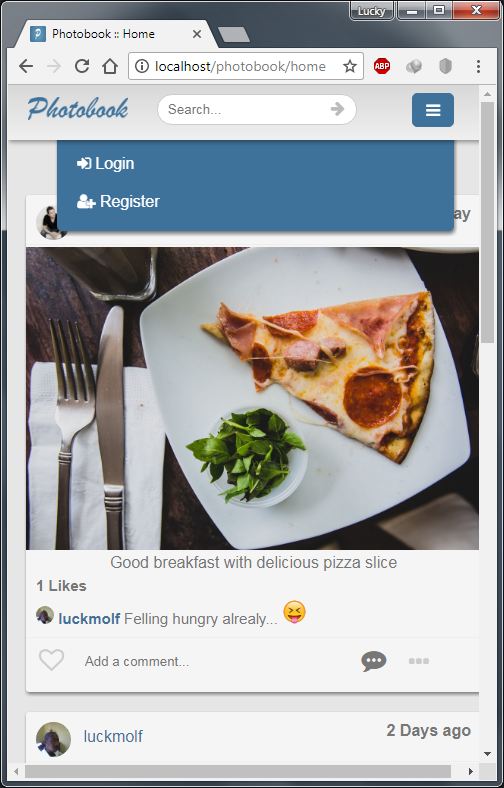 Lucky
Photobook :: Home
localhost/photobook/home
ABP
Photobook
Search...
Login
Register
ay
Good breakfast with delicious pizza slice
1 Likes
luckmolf Felling hungry alrealy...
Add a comment...
luckmolf
2 Days ago